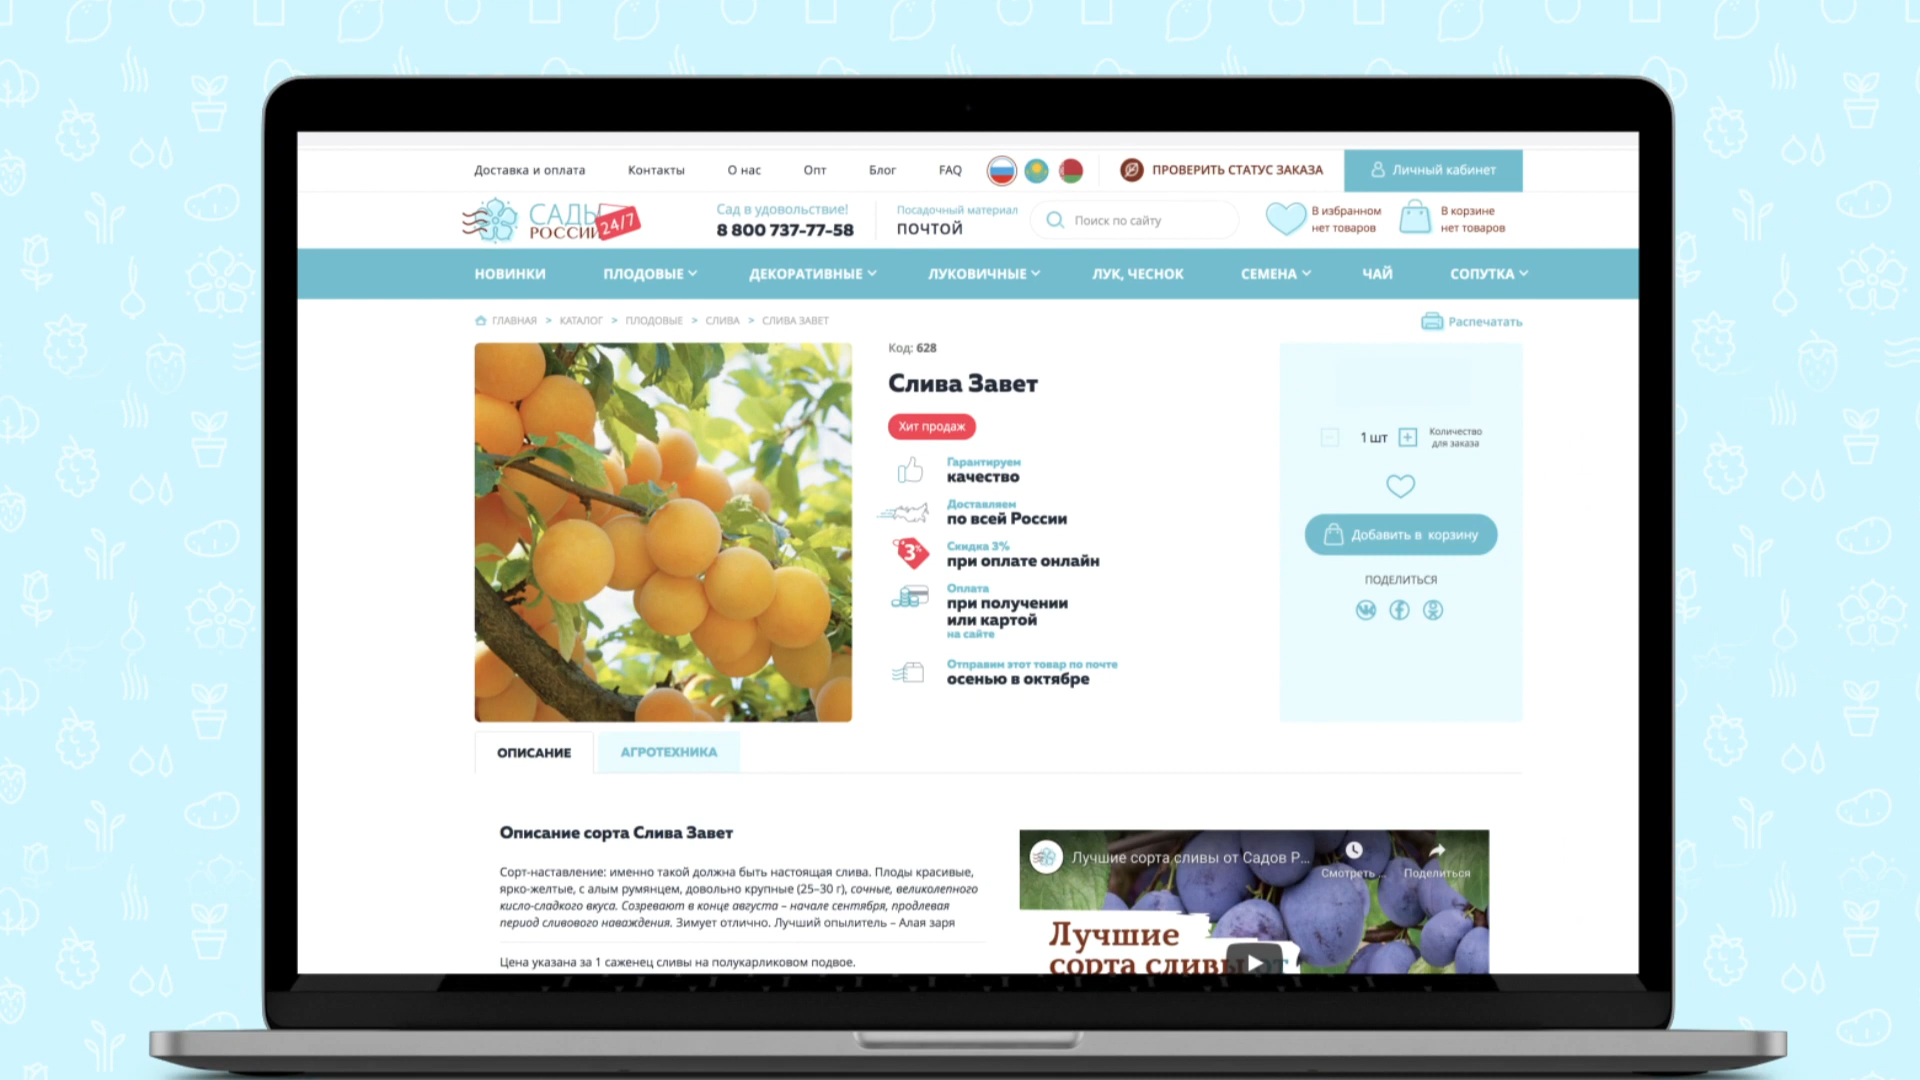 Доставка и оплата
Контакты
О нас
Опт
Блог
FAQ
ПРОВЕРИТЬ СТАТУС ЗАКАЗА
Личный кабинет
САДЫ
РОССИИ
24/7
Сад в удовольствие!
8 800 737-77-58
Посадочный материал
ПОЧТОЙ
Поиск по сайту
В избранном
нет товаров
В корзине
нет товаров
НОВИНКИ
ПЛОДОВЫЕ
ДЕКОРАТИВНЫЕ
ЛУКОВИЧНЫЕ
ЛУК, ЧЕСНОК
СЕМЕНА
ЧАЙ
СОПУТКА
ГЛАВНАЯ > КАТАЛОГ > ПЛОДОВЫЕ > СЛИВА > СЛИВА ЗАВЕТ
Распечатать
Код: 628
Слива Завет
Хит продаж
Гарантируем
качество
Доставляем
по всей России
3%
Скидка 3%
при оплате онлайн
Оплата
при получении
или картой
на сайте
Отправим этот товар по почте
осенью в октябре
1 шт
Количество
для заказа
Добавить в корзину
ПОДЕЛИТЬСЯ
ОПИСАНИЕ
АГРОТЕХНИКА
Описание сорта Слива Завет
Сорт-наставление: именно такой должна быть настоящая слива. Плоды красивые,
ярко-желтые, с алым румянцем, довольно крупные (25–30 г), сочные, великолепного
кисло-сладкого вкуса. Созревают в конце августа – начале сентября, продлевая
период сливового наваждения. Зимует отлично. Лучший опылитель – Алая заря
Цена указана за 1 саженец сливы на полукарликовом подвое.
Лучшие сорта сливы от Садов Р...
Смотреть ...
Поделиться
Лучшие
сорта сливы от